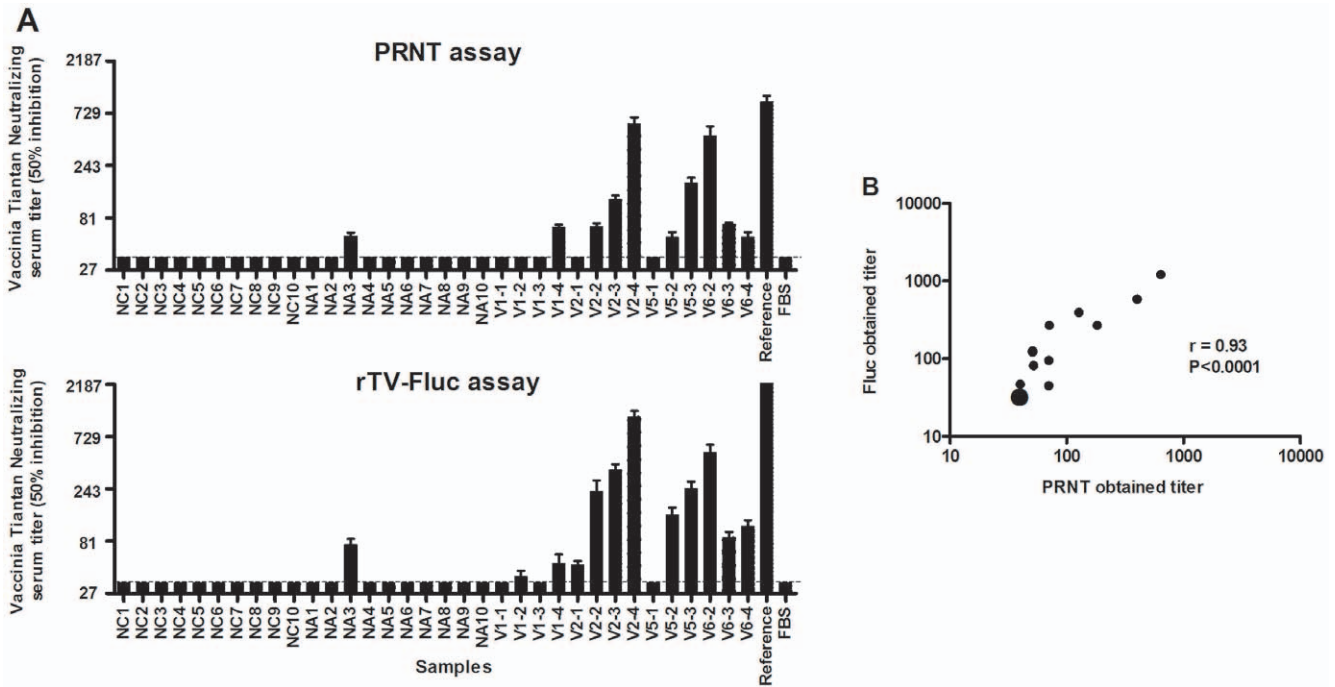 A
PRNT assay
Vaccinia Tiantan Neutralizing
serum titer (50% inhibition)
2187
729
243
81
27
NC1
NC2
NC3
NC4
NC5
NC6
NC7
NC8
NC9
NC10
NA1
NA2
NA3
NA4
NA5
NA6
NA7
NA8
NA9
NA10
V1-1
V1-2
V1-3
V1-4
V2-1
V2-2
V2-3
V2-4
V5-1
V5-2
V5-3
V6-2
V6-3
V6-4
Reference
FBS
rTV-Fluc assay
Vaccinia Tiantan Neutralizing
serum titer (50% inhibition)
2187
729
243
81
27
NC1
NC2
NC3
NC4
NC5
NC6
NC7
NC8
NC9
NC10
NA1
NA2
NA3
NA4
NA5
NA6
NA7
NA8
NA9
NA10
V1-1
V1-2
V1-3
V1-4
V2-1
V2-2
V2-3
V2-4
V5-1
V5-2
V5-3
V6-2
V6-3
V6-4
Reference
FBS
Samples
B
Fluc obtained titer
10000
1000
100
10
r = 0.93
P<0.0001
10
100
1000
10000
PRNT obtained titer